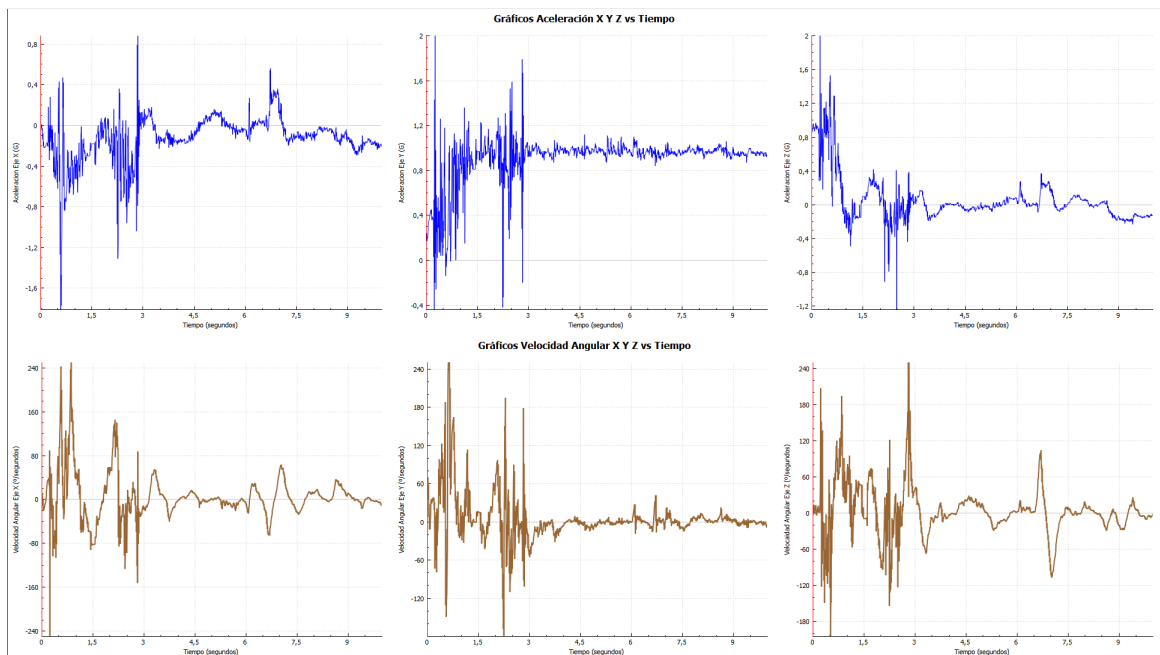 Gráficos Aceleración X Y Z vs Tiempo
Aceleracion Eje X (G)
0,8
0,4
0
-0,4
-0,8
-1,2
-1,6
0 1,5 3 4,5 6 7,5 9
Tiempo (segundos)
Aceleracion Eje Y (G)
2
1,6
1,2
0,8
0,4
0
-0,4
0 1,5 3 4,5 6 7,5 9
Tiempo (segundos)
Aceleracion Eje Z (G)
2
1,6
1,2
0,8
0,4
0
-0,4
-0,8
-1,2
0 1,5 3 4,5 6 7,5 9
Tiempo (segundos)
Gráficos Velocidad Angular X Y Z vs Tiempo
Velocidad Angular Eje X (º/segundos)
240
160
80
0
-80
-160
-240
0 1,5 3 4,5 6 7,5 9
Tiempo (segundos)
Velocidad Angular Eje Y (º/segundos)
240
180
120
60
0
-60
-120
0 1,5 3 4,5 6 7,5 9
Tiempo (segundos)
Velocidad Angular Eje Z (º/segundos)
240
180
120
60
0
-60
-120
-180
0 1,5 3 4,5 6 7,5 9
Tiempo (segundos)